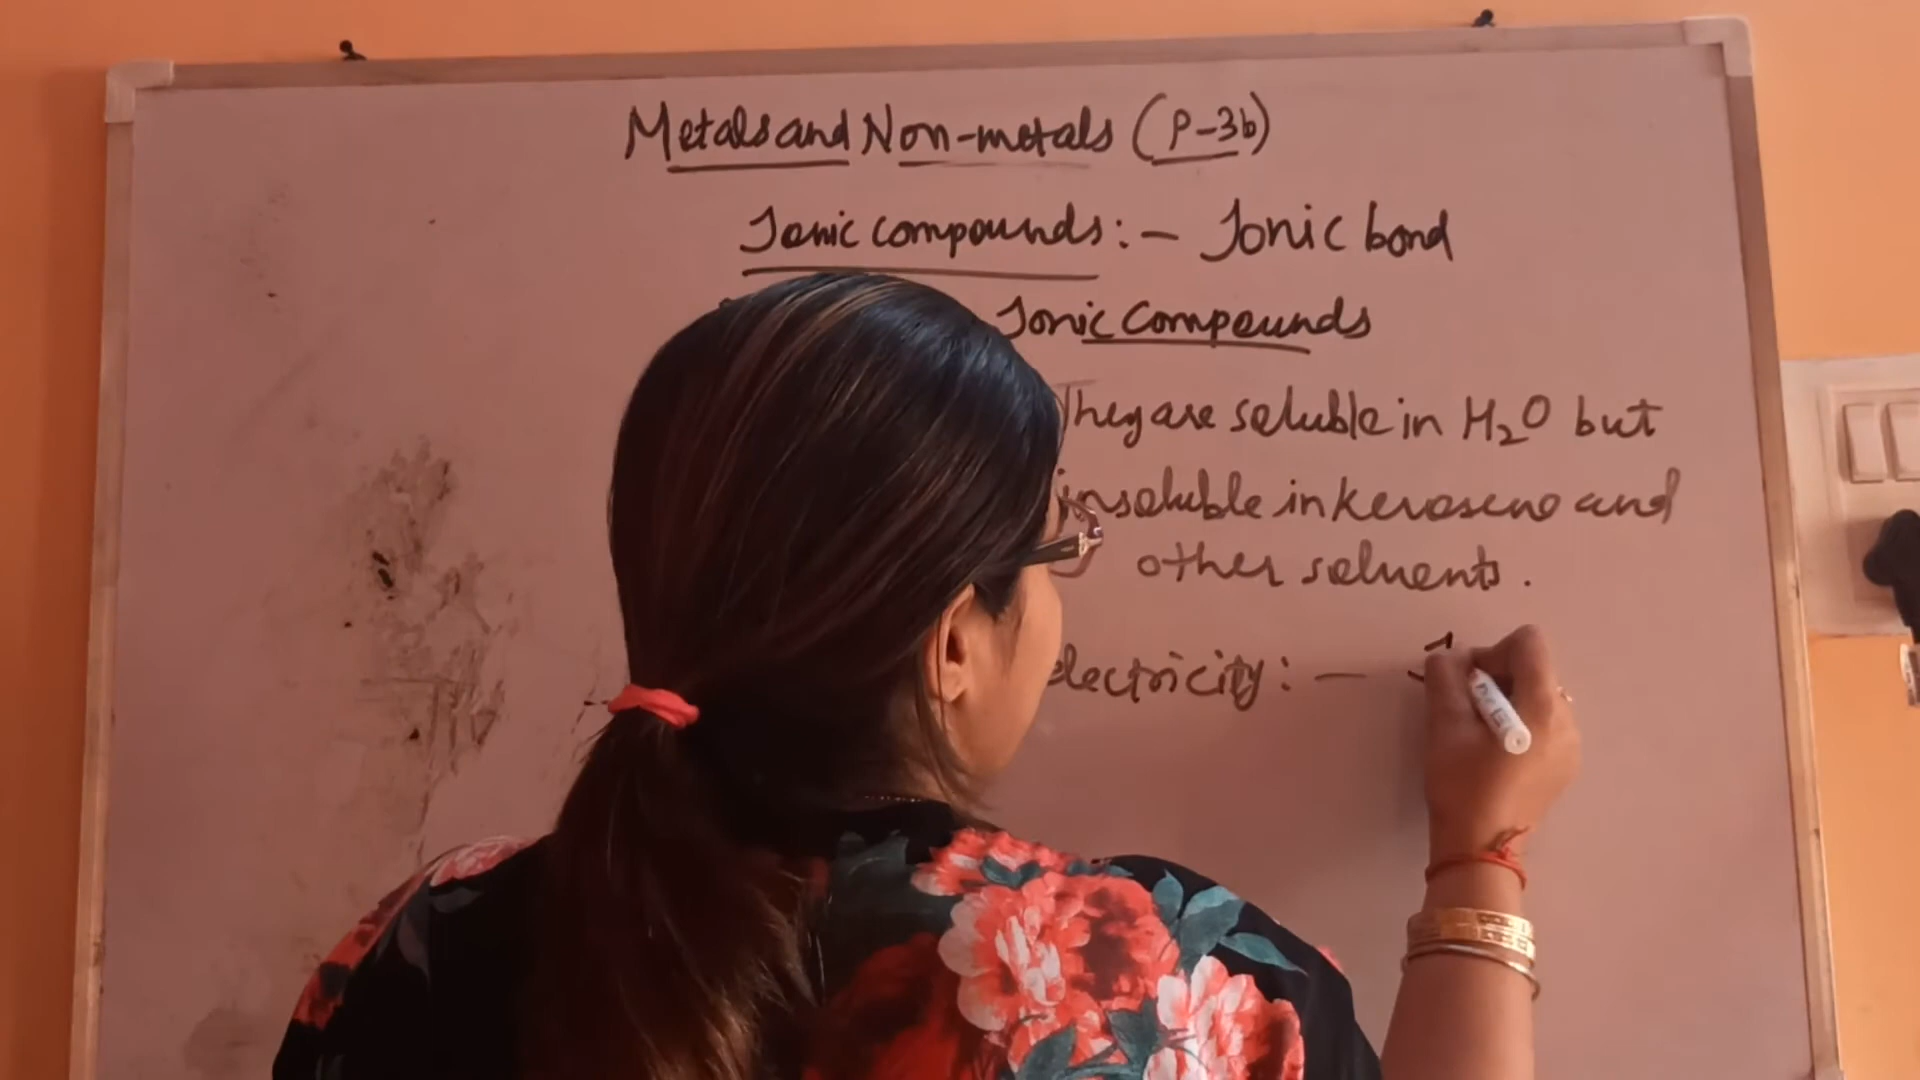 Metals and Non-metals (P-3b)
Ionic compounds:- Ionic bond
Ionic Compounds
They are soluble in H₂O but
insoluble in kerosene and
other solvents.
electricity: -